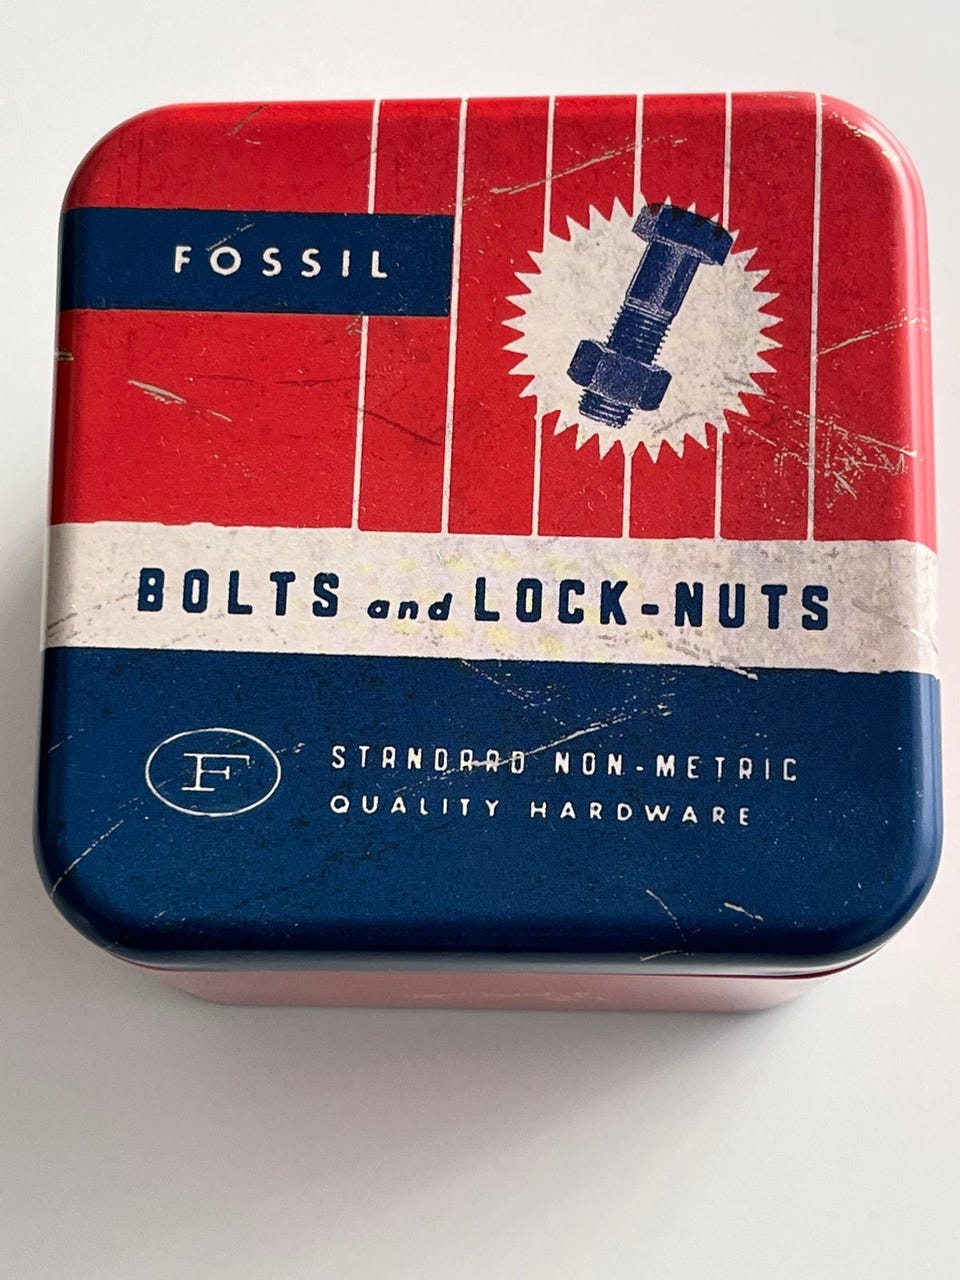 FOSSIL
BOLTS and LOCK-NUTS
F
STANDARD NON-METRIC
QUALITY HARDWARE